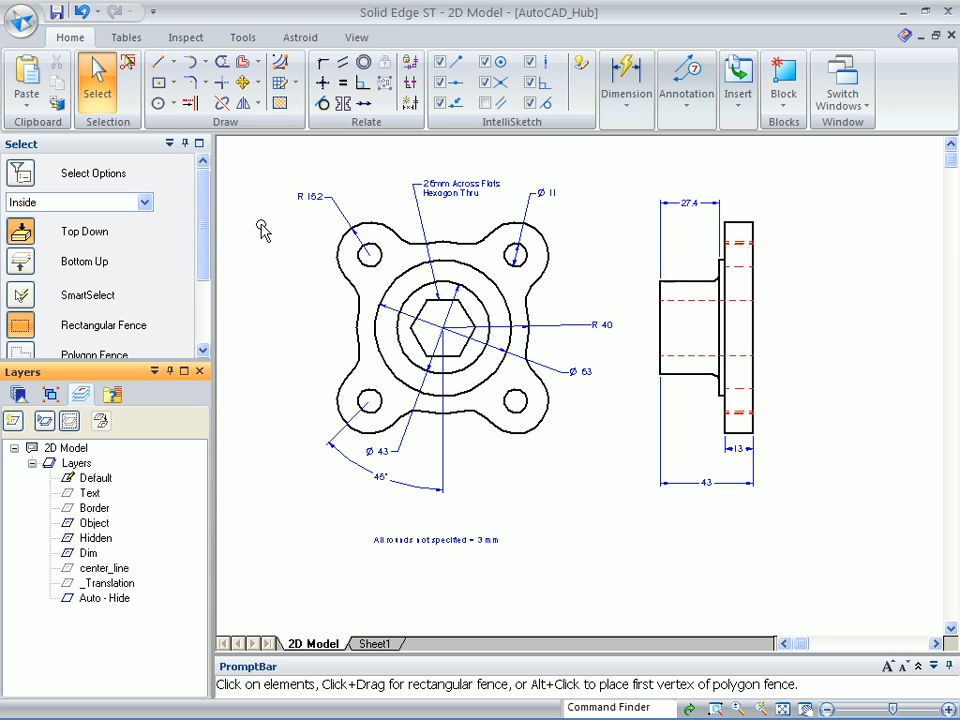 Solid Edge ST - 2D Model - [AutoCAD_Hub]
Home Tables Inspect Tools Astroid View
Paste
Select
Dimension
Annotation
Insert
Block
Switch
Windows
Clipboard Selection Draw Relate IntelliSketch Blocks Window
Select
Select Options
Inside
Top Down
Bottom Up
SmartSelect
Rectangular Fence
Polygon Fence
Layers
2D Model
Layers
Default
Text
Border
Object
Hidden
Dim
center_line
_Translation
Auto - Hide
R 15.2
26mm Across Flats
Hexagon Thru
Ø 11
R 40
Ø 63
Ø 43
45°
All rounds not specified = 3 mm
27.4
13
43
2D Model Sheet1
PromptBar
Click on elements, Click+Drag for rectangular fence, or Alt+Click to place first vertex of polygon fence.
Command Finder